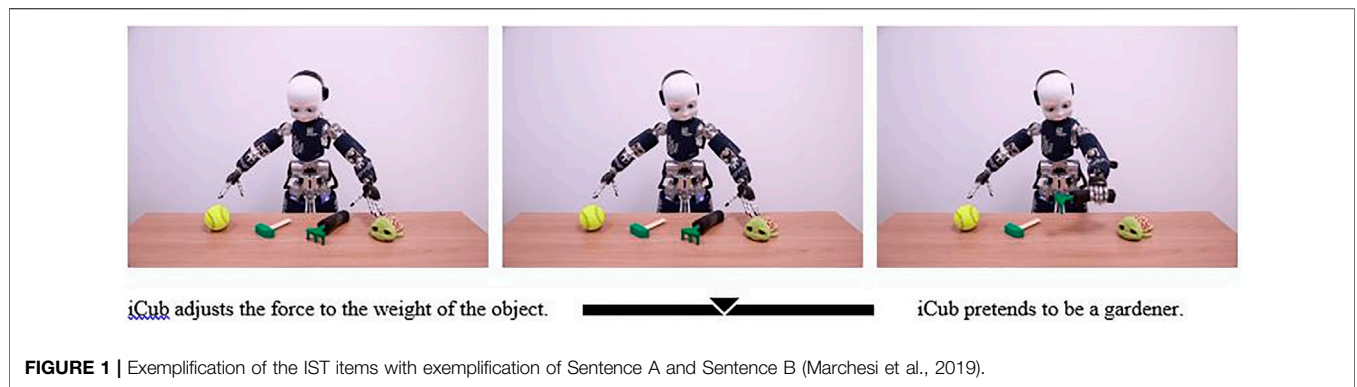 iCub adjusts the force to the weight of the object.
iCub pretends to be a gardener.
FIGURE 1 | Exemplification of the IST items with exemplification of Sentence A and Sentence B (Marchesi et al., 2019).